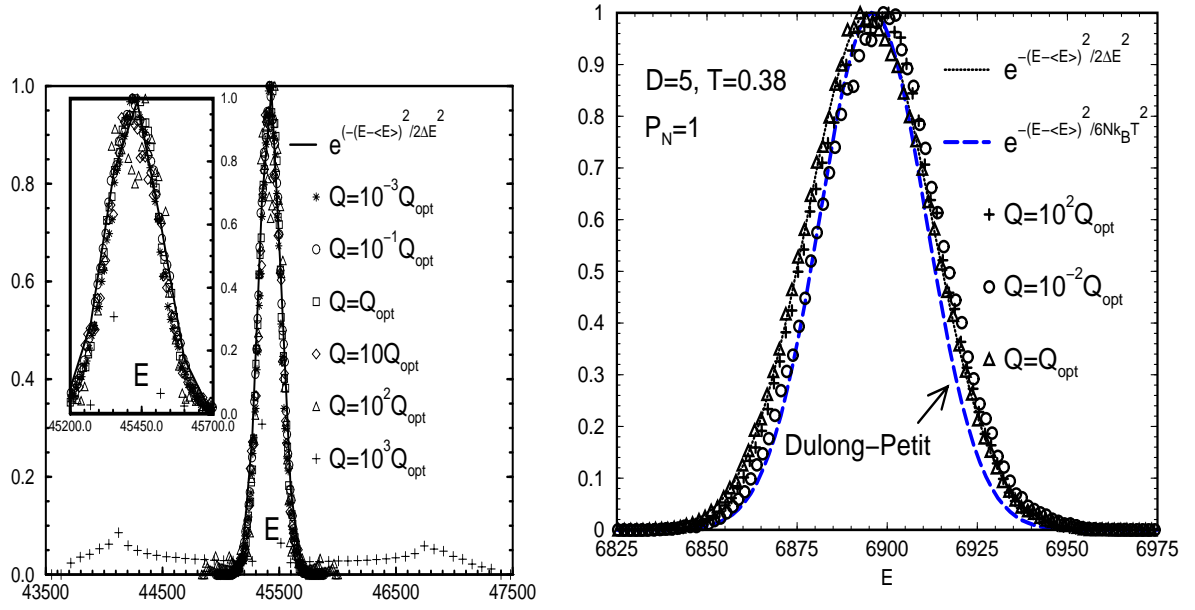 1.0
0.8
0.6
0.4
0.2
0.0
43500 44500 45500 46500 47500
E
1.0
0.8
0.6
0.4
0.2
0.0
45200.0 45450.0 45700.0
E
e^(-(E-<E>)^2/2ΔE^2
Q=10^-3Q_opt
Q=10^-1Q_opt
Q=Q_opt
Q=10Q_opt
Q=10^2Q_opt
Q=10^3Q_opt
1
0.9
0.8
0.7
0.6
0.5
0.4
0.3
0.2
0.1
0
6825 6850 6875 6900 6925 6950 6975
E
D=5, T=0.38
P_N=1
e^-(E-<E>)^2/2ΔE^2
e^-(E-<E>)^2/6Nk_BT^2
Q=10^2Q_opt
Q=10^-2Q_opt
Q=Q_opt
Dulong-Petit